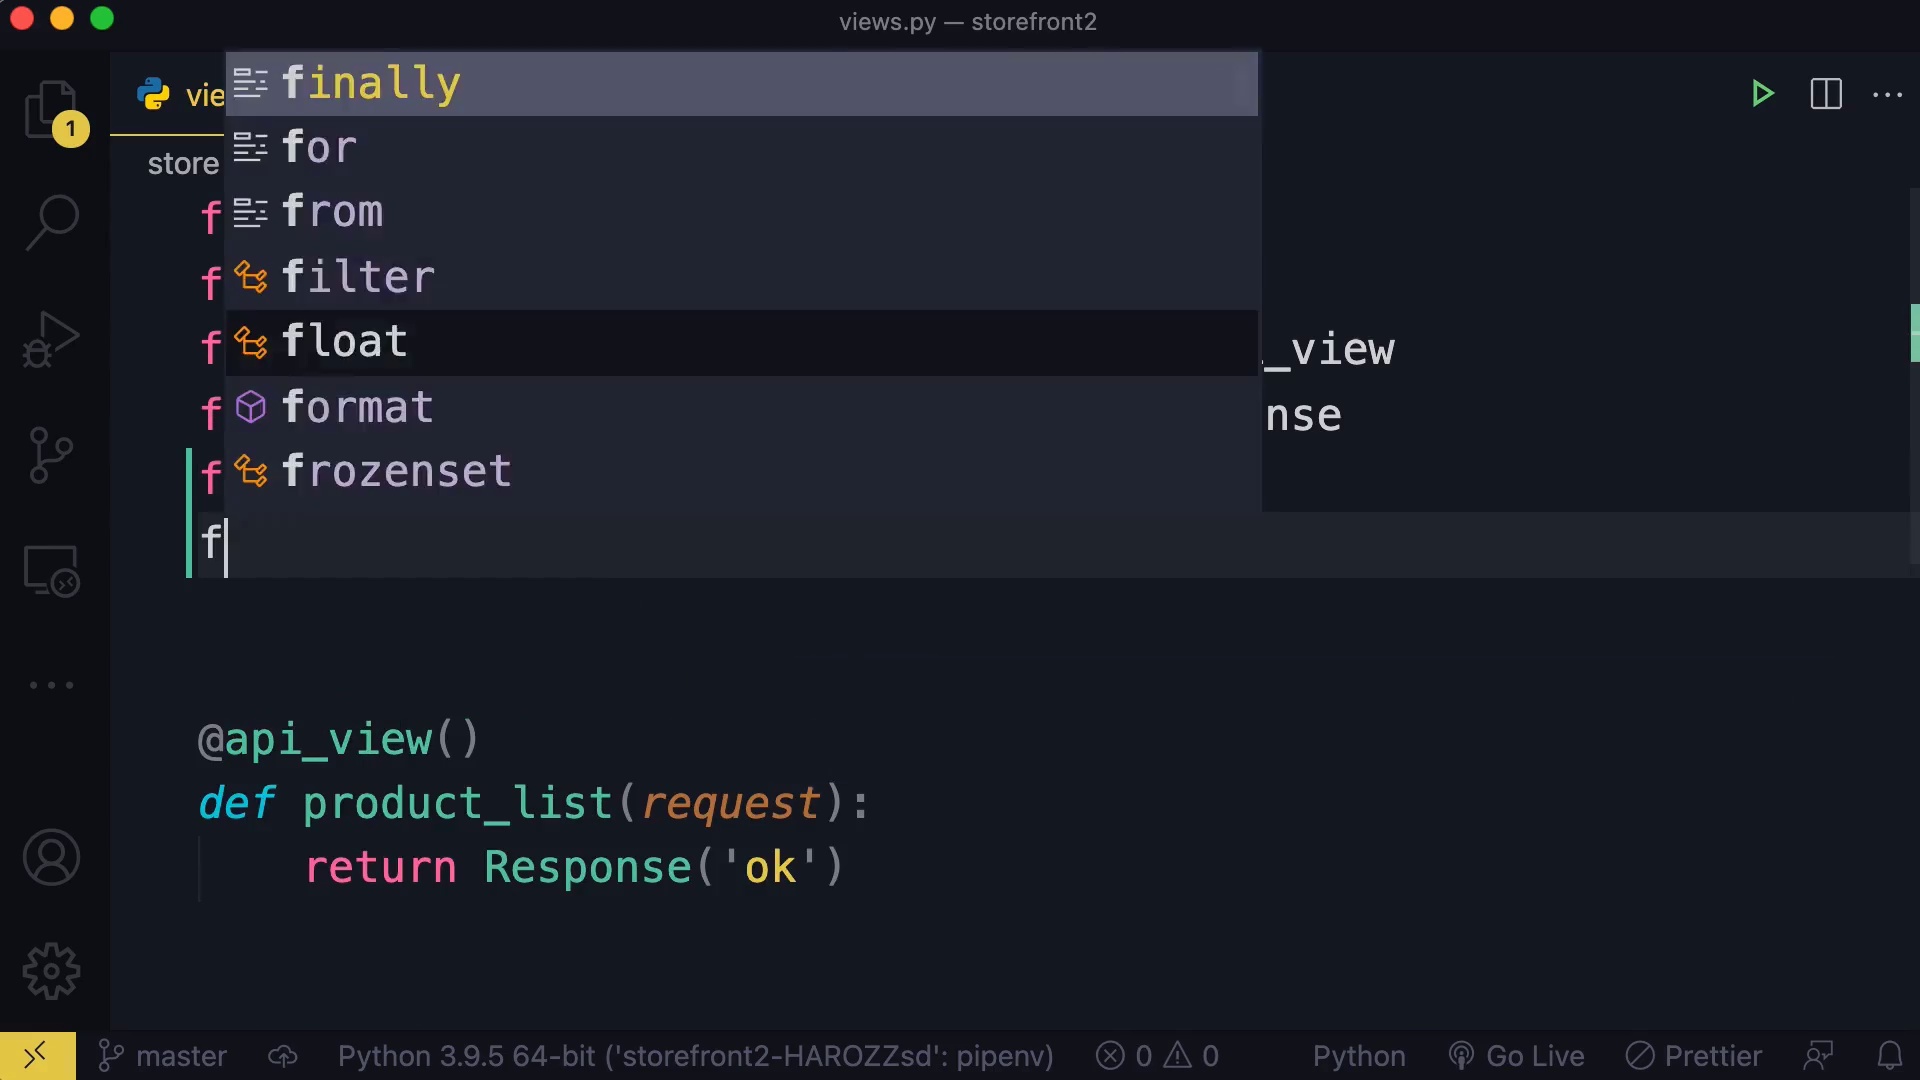 views.py — storefront2
vie
1
store
finally
for
from
filter
float
format
frozenset
f
f
f
_view
f
nse
f
f
@api_view()
def product_list(request):
return Response('ok')
master
Python 3.9.5 64-bit ('storefront2-HAROZZsd': pipenv)
0
0
Python
Go Live
Prettier